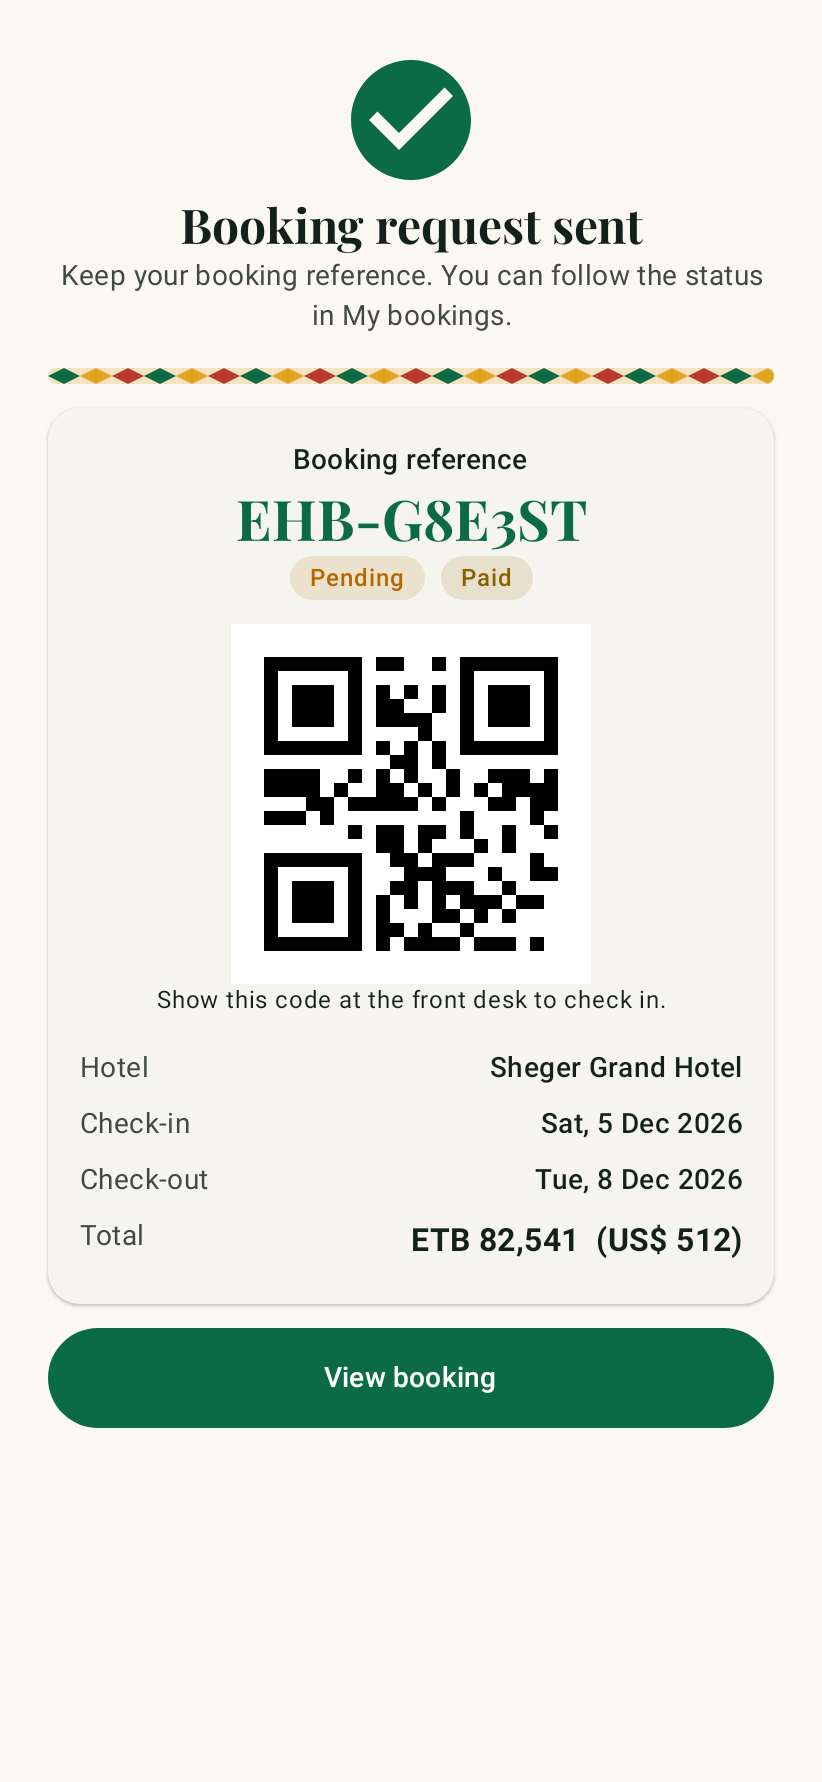 Booking request sent
Keep your booking reference. You can follow the status
in My bookings.
Booking reference
EHB-G8E3ST
Pending Paid
Show this code at the front desk to check in.
Hotel Sheger Grand Hotel
Check-in Sat, 5 Dec 2026
Check-out Tue, 8 Dec 2026
Total ETB 82,541 (US$ 512)
View booking